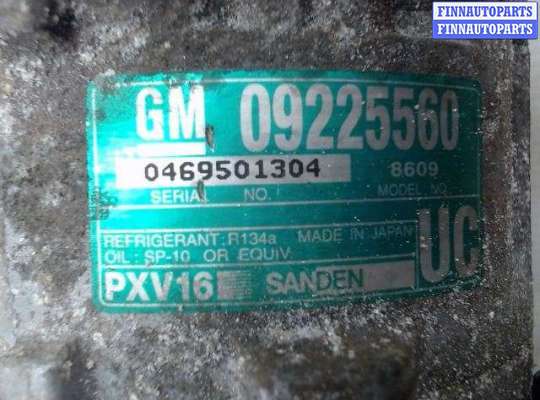 FINNAUTOPARTS
FINNAUTOPARTS
GM 09225560
0469501304 8609
SERIAL NO. MODEL NO.
REFRIGERANT : R134a MADE IN JAPAN
OIL : SP-10 OR EQUIV.
UC
PXV16 SANDEN